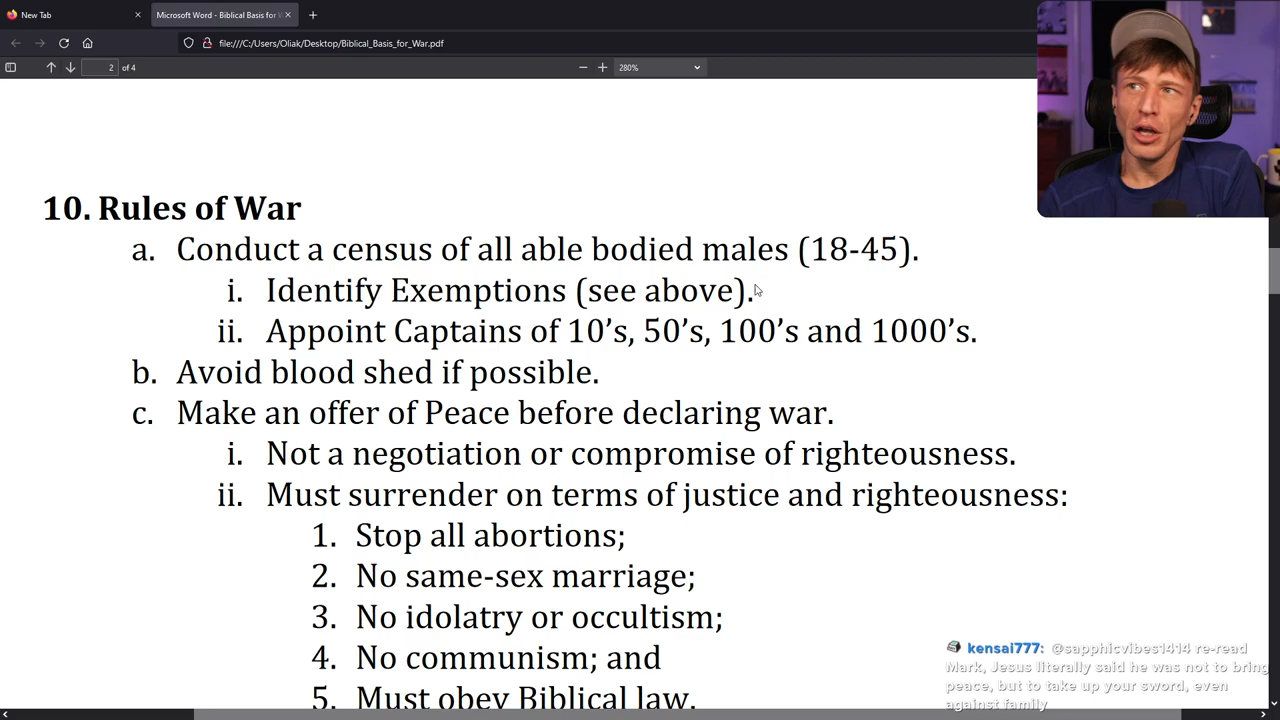 New Tab
Microsoft Word - Biblical Basis for W
file:///C:/Users/Oliak/Desktop/Biblical_Basis_for_War.pdf
2 of 4
280%
10. Rules of War
a. Conduct a census of all able bodied males (18-45).
i. Identify Exemptions (see above).
ii. Appoint Captains of 10’s, 50’s, 100’s and 1000’s.
b. Avoid blood shed if possible.
c. Make an offer of Peace before declaring war.
i. Not a negotiation or compromise of righteousness.
ii. Must surrender on terms of justice and righteousness:
1. Stop all abortions;
2. No same-sex marriage;
3. No idolatry or occultism;
4. No communism; and
5. Must obey Biblical law.
kensai777: @sapphicvibes1414 re-read
Mark, Jesus literally said he was not to bring
peace, but to take up your sword, even
against family